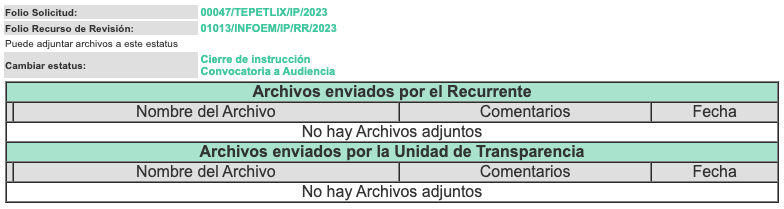 Folio Solicitud: 00047/TEPETLIX/IP/2023
Folio Recurso de Revisión: 01013/INFOEM/IP/RR/2023
Puede adjuntar archivos a este estatus
Cambiar estatus: Cierre de instrucción
Convocatoria a Audiencia
Archivos enviados por el Recurrente
Nombre del Archivo Comentarios Fecha
No hay Archivos adjuntos
Archivos enviados por la Unidad de Transparencia
Nombre del Archivo Comentarios Fecha
No hay Archivos adjuntos